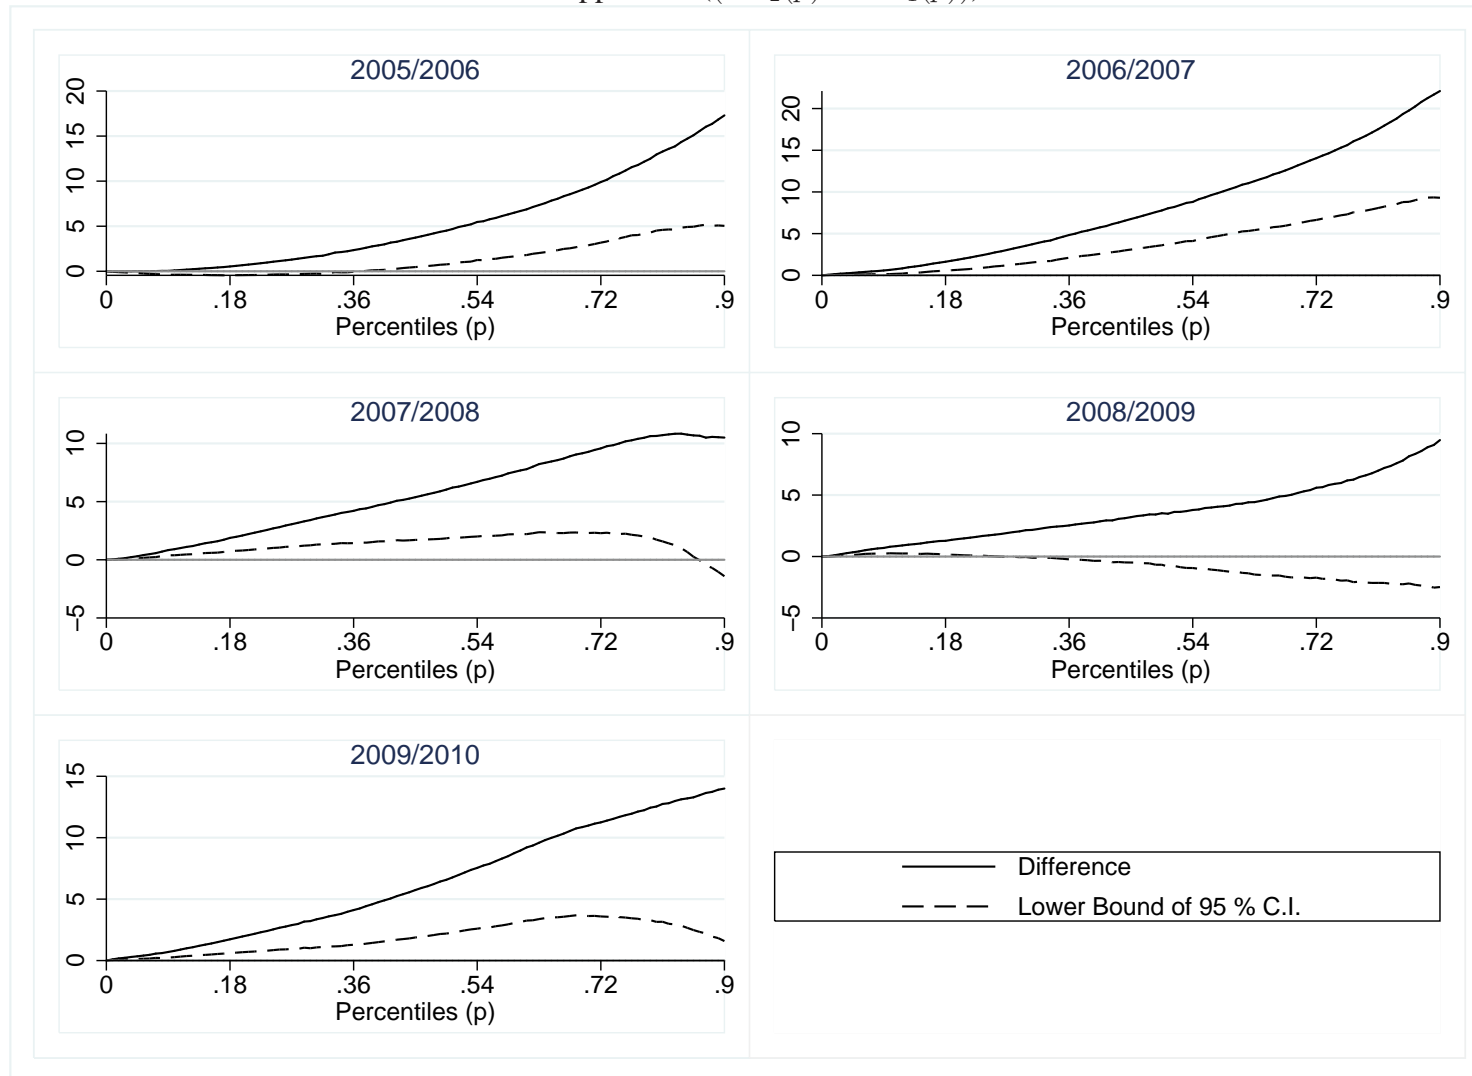 2005/2006
20
15
10
5
0
0 .18 .36 .54 .72 .9
Percentiles (p)
2006/2007
20
15
10
5
0
0 .18 .36 .54 .72 .9
Percentiles (p)
2007/2008
10
5
0
−5
0 .18 .36 .54 .72 .9
Percentiles (p)
2008/2009
10
5
0
−5
0 .18 .36 .54 .72 .9
Percentiles (p)
2009/2010
15
10
5
0
0 .18 .36 .54 .72 .9
Percentiles (p)
Difference
Lower Bound of 95 % C.I.